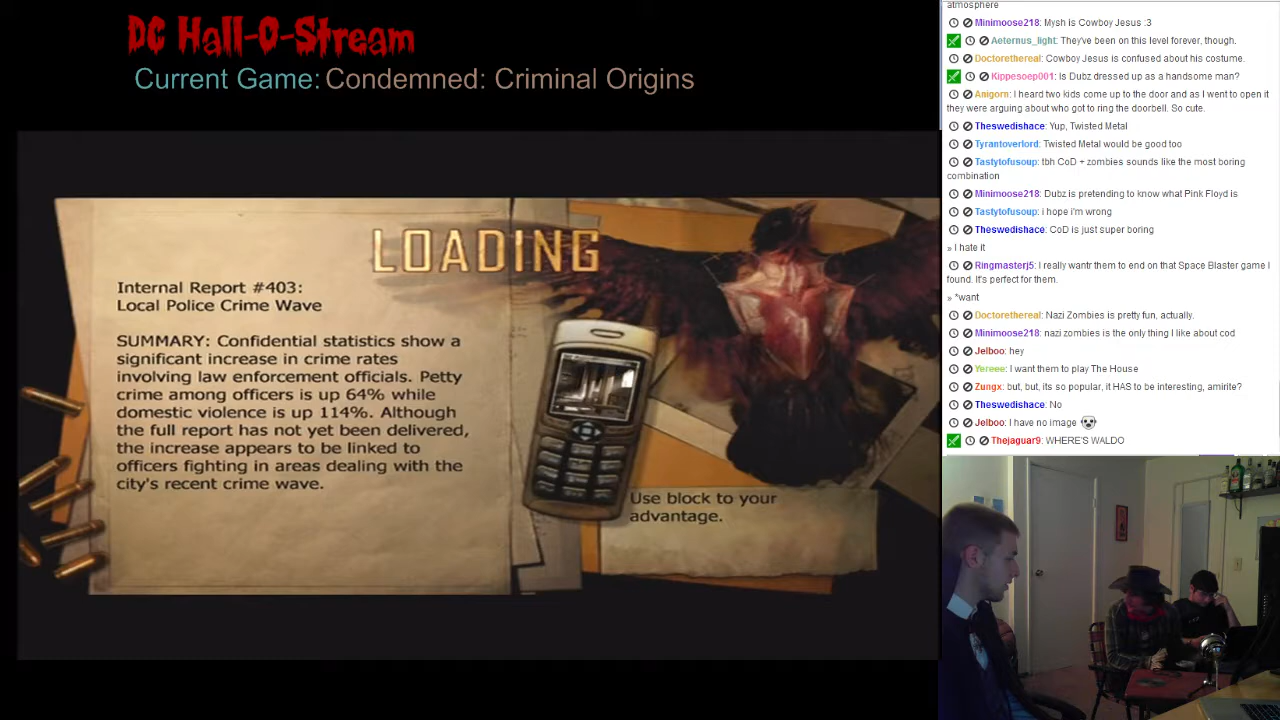 DC Hall-O-Stream
Current Game: Condemned: Criminal Origins
LOADING
Internal Report #403:
Local Police Crime Wave
SUMMARY: Confidential statistics show a
significant increase in crime rates
involving law enforcement officials. Petty
crime among officers is up 64% while
domestic violence is up 114%. Although
the full report has not yet been delivered,
the increase appears to be linked to
officers fighting in areas dealing with the
city's recent crime wave.
Use block to your
advantage.
atmosphere
Minimoose218: Mysh is Cowboy Jesus :3
Aeternus_light: They've been on this level forever, though.
Doctorethereal: Cowboy Jesus is confused about his costume.
Kippesoep001: Is Dubz dressed up as a handsome man?
Anigorn: I heard two kids come up to the door and as I went to open it
they were arguing about who got to ring the doorbell. So cute.
Theswedishace: Yup, Twisted Metal
Tyrantoverlord: Twisted Metal would be good too
Tastytofusoup: tbh CoD + zombies sounds like the most boring
combination
Minimoose218: Dubz is pretending to know what Pink Floyd is
Tastytofusoup: i hope i'm wrong
Theswedishace: CoD is just super boring
» I hate it
Ringmasterj5: I really wantr them to end on that Space Blaster game I
found. It's perfect for them.
» *want
Doctorethereal: Nazi Zombies is pretty fun, actually.
Minimoose218: nazi zombies is the only thing I like about cod
Jelboo: hey
Yereee: I want them to play The House
Zungx: but, but, its so popular, it HAS to be interesting, amirite?
Theswedishace: No
Jelboo: I have no image
Thejaguar9: WHERE'S WALDO